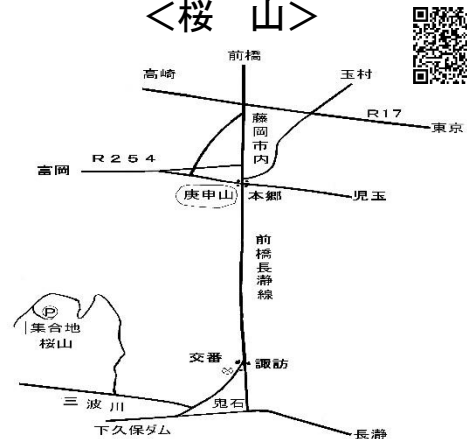 ＜桜 山＞
前橋
高崎
玉村
R17
東京
藤岡市内
R254
富岡
庚申山
本郷
児玉
前橋長瀞線
P
集合地
桜山
交番
諏訪
三波川
鬼石
下久保ダム
長瀞